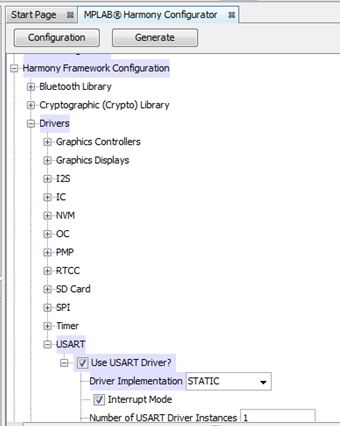 Start Page MPLAB® Harmony Configurator
Configuration Generate
Harmony Framework Configuration
Bluetooth Library
Cryptographic (Crypto) Library
Drivers
Graphics Controllers
Graphics Displays
I2S
IC
NVM
OC
PMP
RTCC
SD Card
SPI
Timer
USART
Use USART Driver?
Driver Implementation STATIC
Interrupt Mode
Number of USART Driver Instances 1